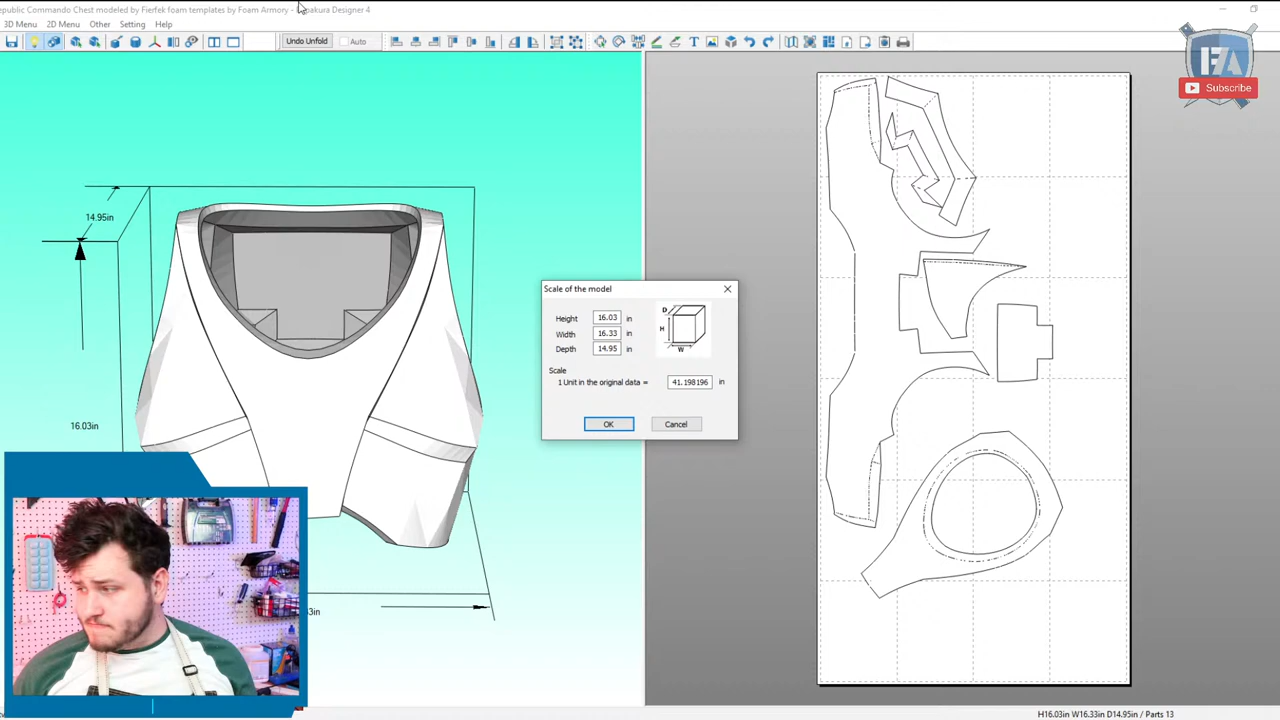 epublic Commando Chest modeled by Fierfek foam templates by Foam Armory - pakura Designer 4
3D Menu 2D Menu Other Setting Help
Undo Unfold
Auto
FA
Subscribe
14.95in
16.03in
3in
Scale of the model
Height 16.03 in
Width 16.33 in
Depth 14.95 in
D
H
W
Scale
1 Unit in the original data = 41.198196 in
OK Cancel
H16.03in W16.33in D14.95in / Parts 13